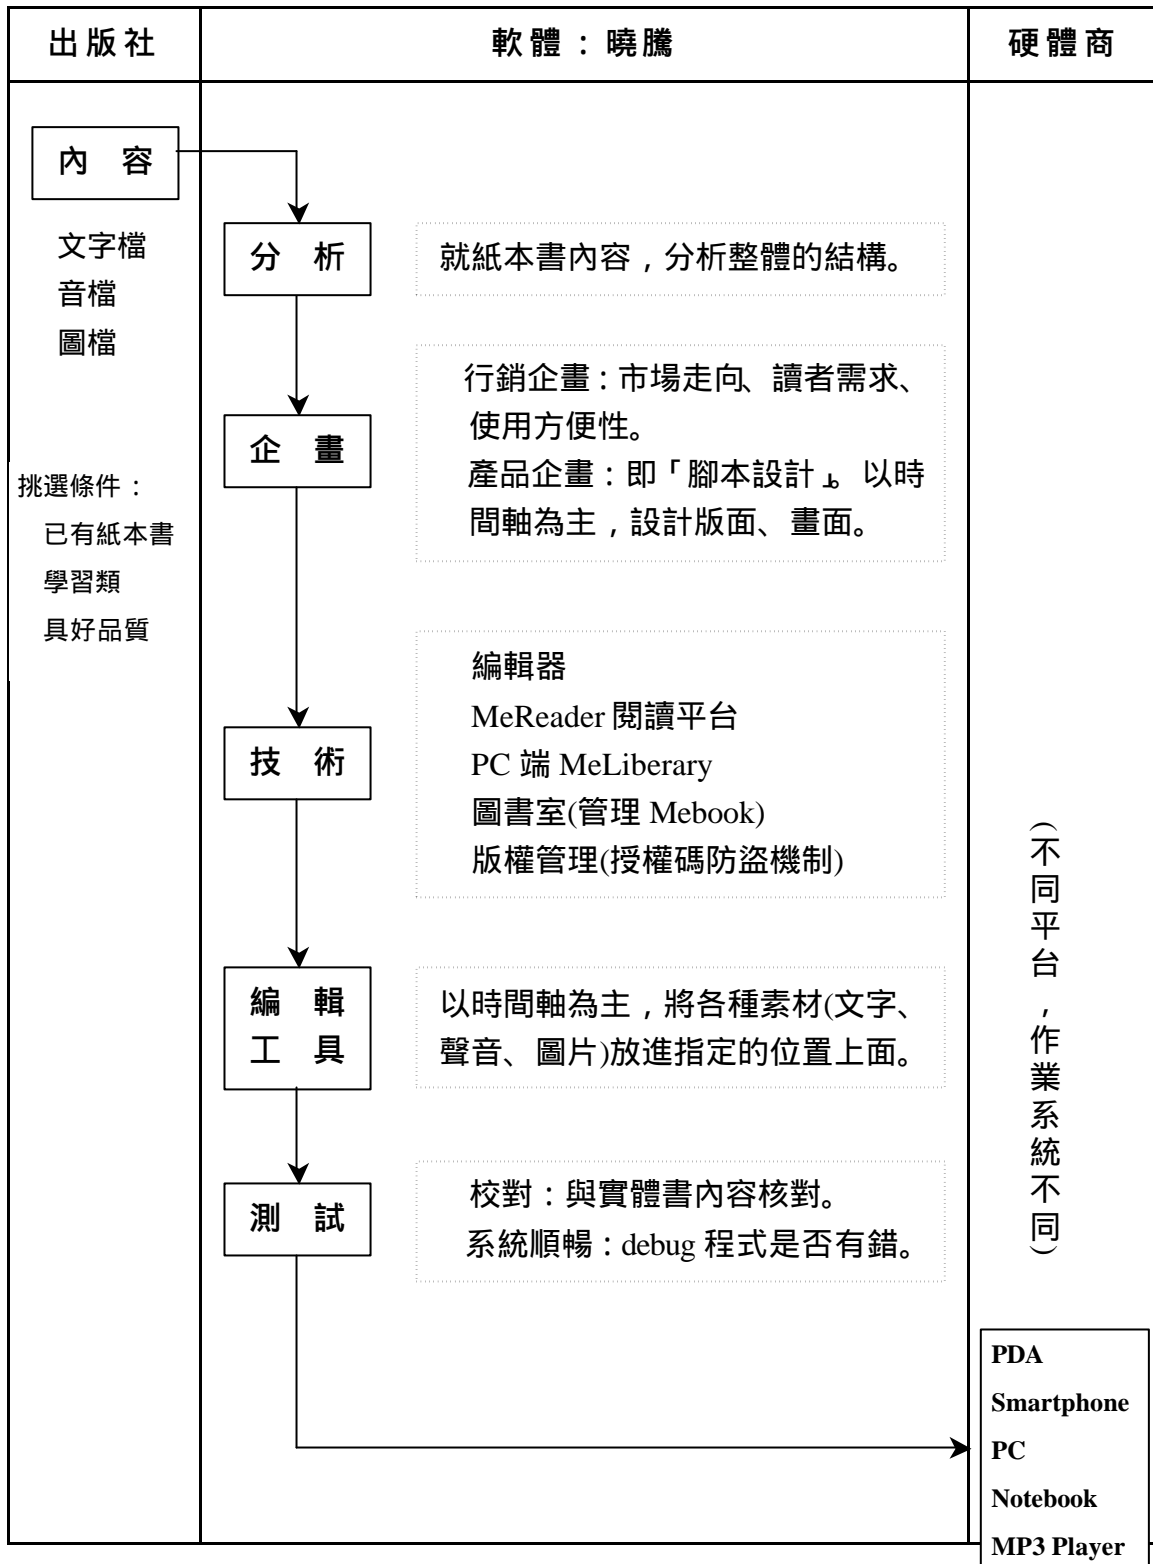 出版社
軟體：曉騰
硬體商
內 容
文字檔
音檔
圖檔
挑選條件：
已有紙本書
學習類
具好品質
分 析
就紙本書內容，分析整體的結構。
企 畫
行銷企畫：市場走向、讀者需求、
使用方便性。
產品企畫：即「腳本設計」。以時
間軸為主，設計版面、畫面。
技 術
編輯器
MeReader 閱讀平台
PC 端 MeLiberary
圖書室(管理 Mebook)
版權管理(授權碼防盜機制)
編 輯
工 具
以時間軸為主，將各種素材(文字、
聲音、圖片)放進指定的位置上面。
測 試
校對：與實體書內容核對。
系統順暢：debug 程式是否有錯。
(不同平台，作業系統不同)
PDA
Smartphone
PC
Notebook
MP3 Player